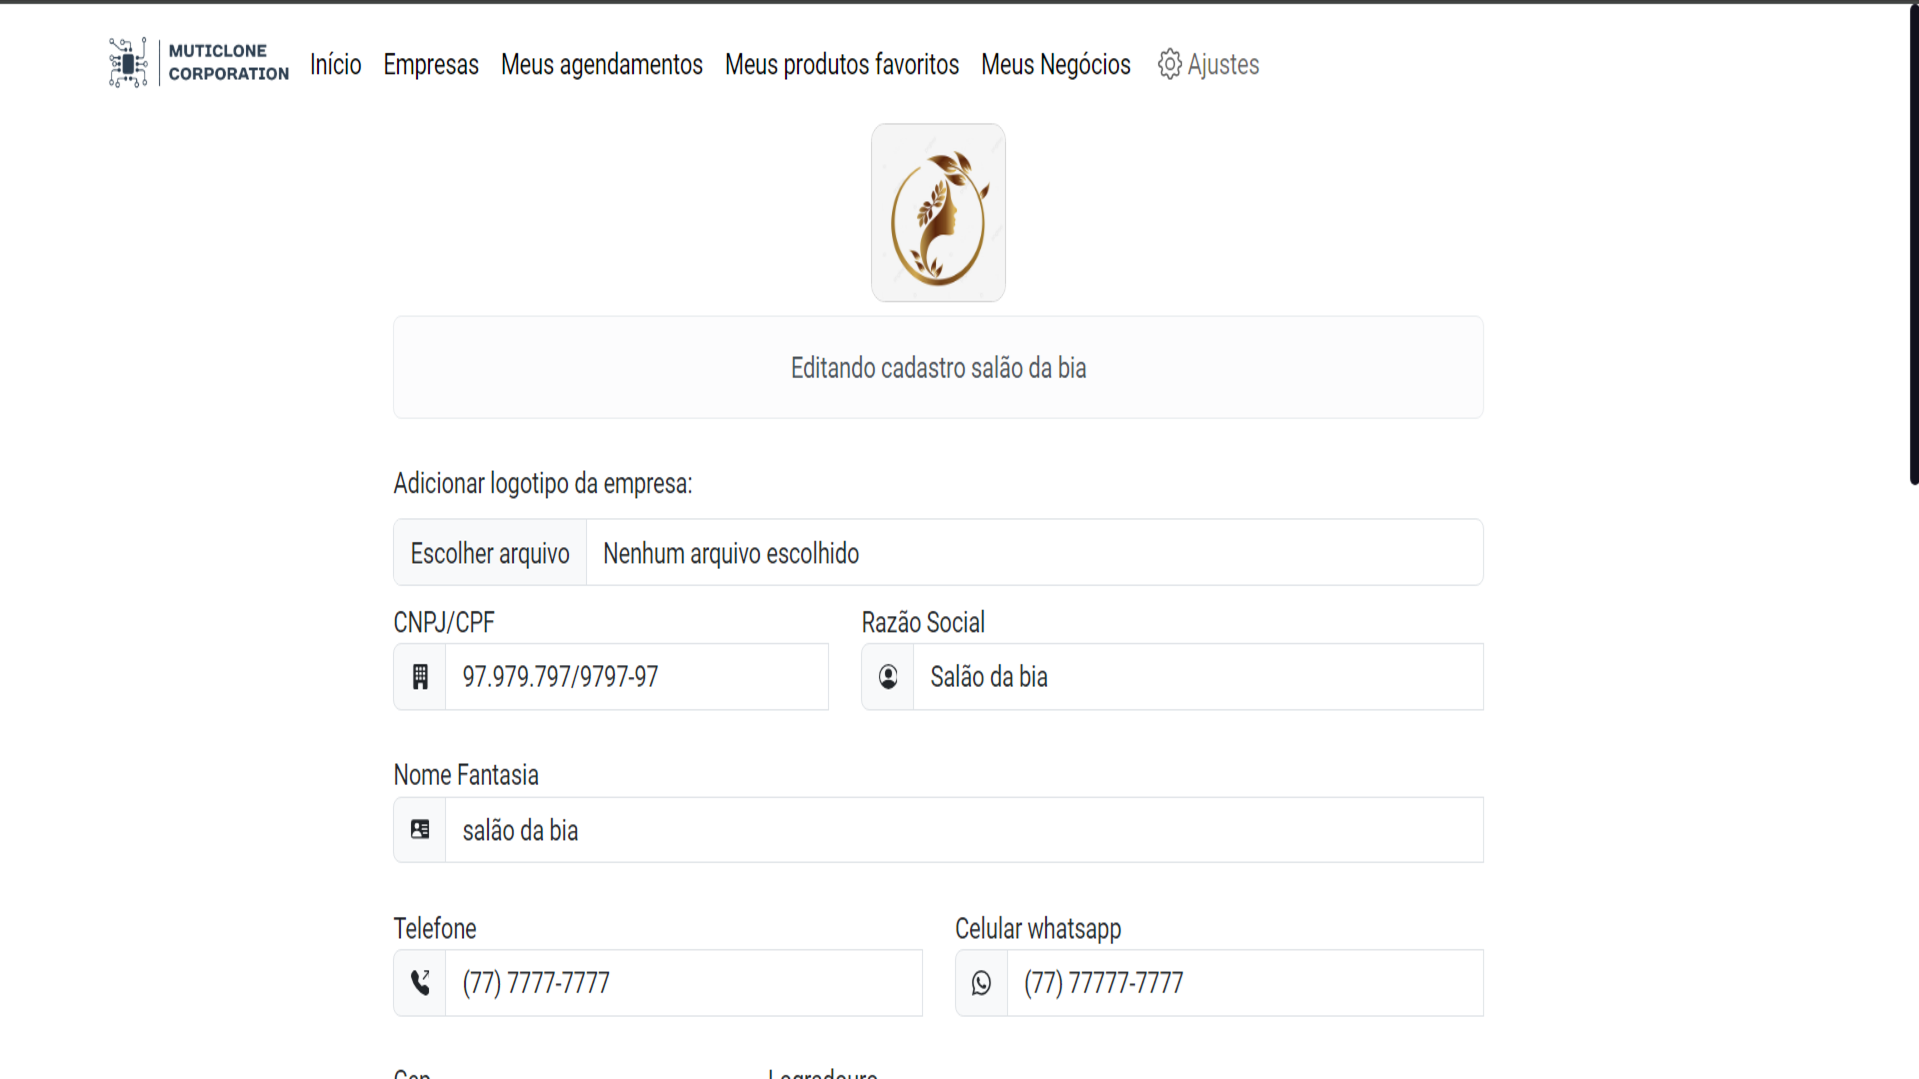 MUTICLONE
CORPORATION
Início Empresas Meus agendamentos Meus produtos favoritos Meus Negócios Ajustes
Editando cadastro salão da bia
Adicionar logotipo da empresa:
Escolher arquivo Nenhum arquivo escolhido
CNPJ/CPF Razão Social
97.979.797/9797-97 Salão da bia
Nome Fantasia
salão da bia
Telefone Celular whatsapp
(77) 7777-7777 (77) 77777-7777
Cep Logradouro